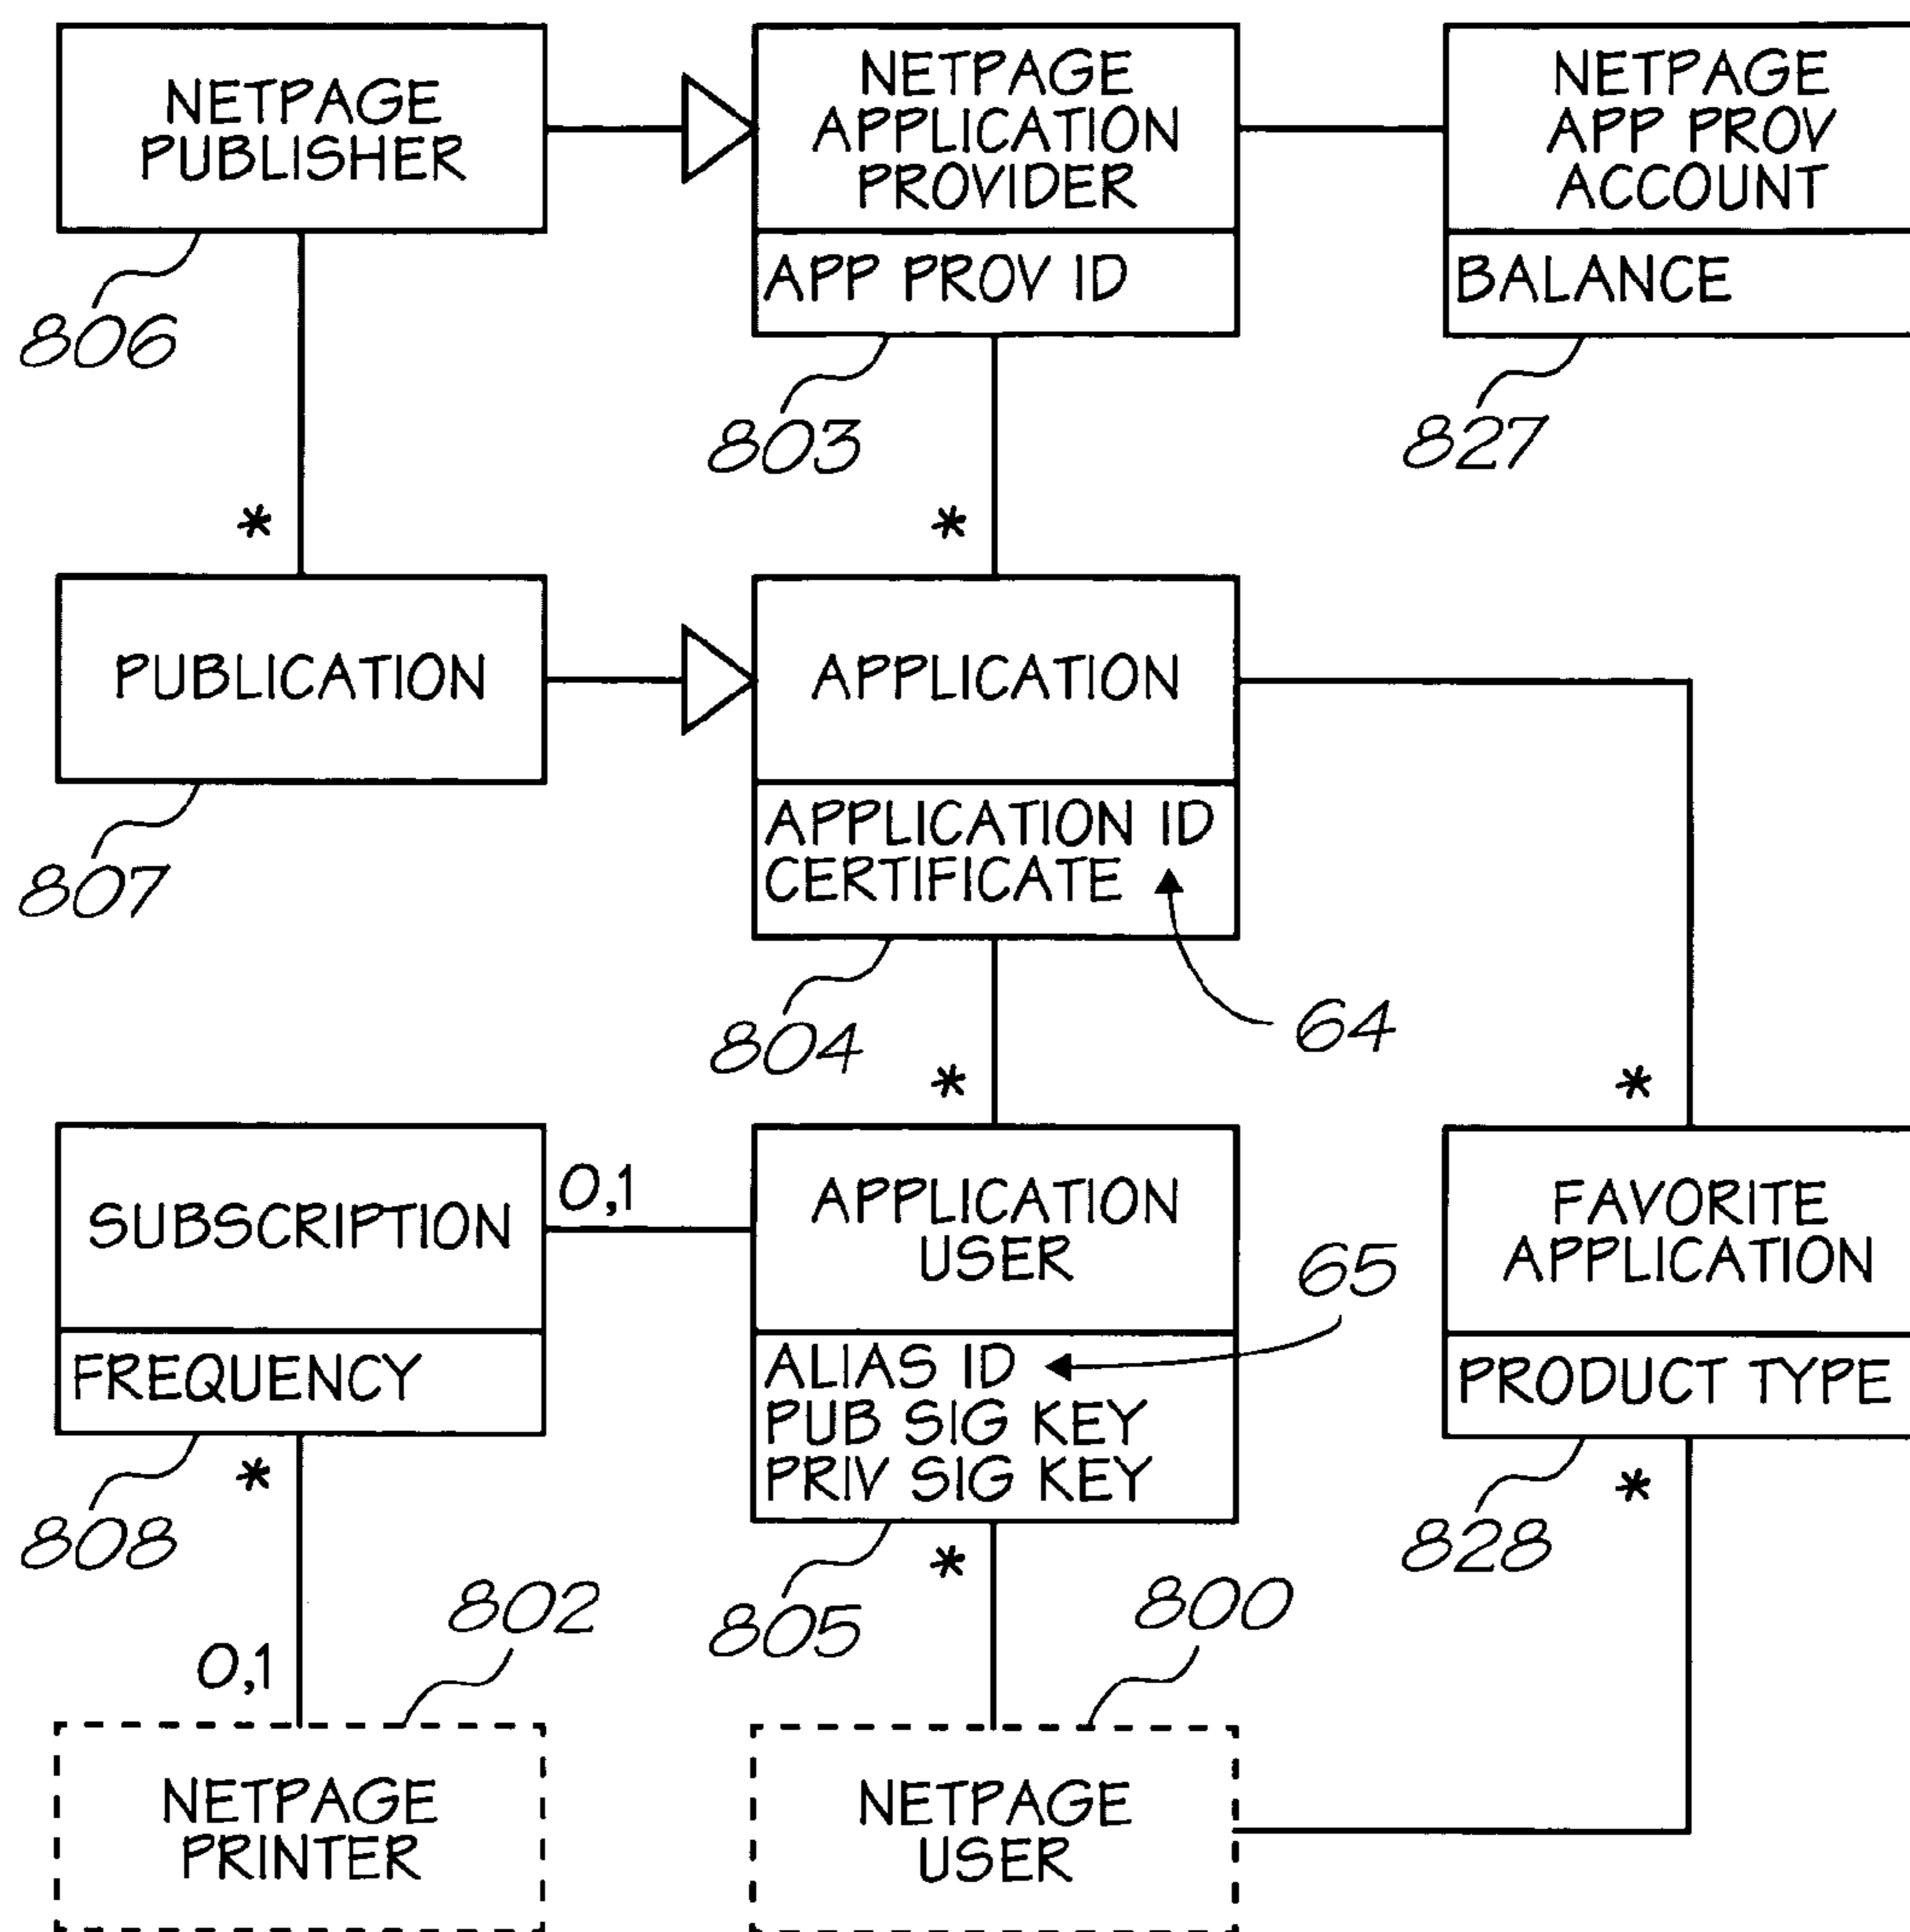 NETPAGE
PUBLISHER
NETPAGE
APPLICATION
PROVIDER
NETPAGE
APP PROV
ACCOUNT
APP PROV ID
BALANCE
806
803
827
*
*
PUBLICATION
APPLICATION
APPLICATION ID
CERTIFICATE
807
804
64
*
*
SUBSCRIPTION
0,1
APPLICATION
USER
FAVORITE
APPLICATION
65
FREQUENCY
ALIAS ID
PUB SIG KEY
PRIV SIG KEY
PRODUCT TYPE
808
*
805
*
828
*
802
800
0,1
NETPAGE
PRINTER
NETPAGE
USER